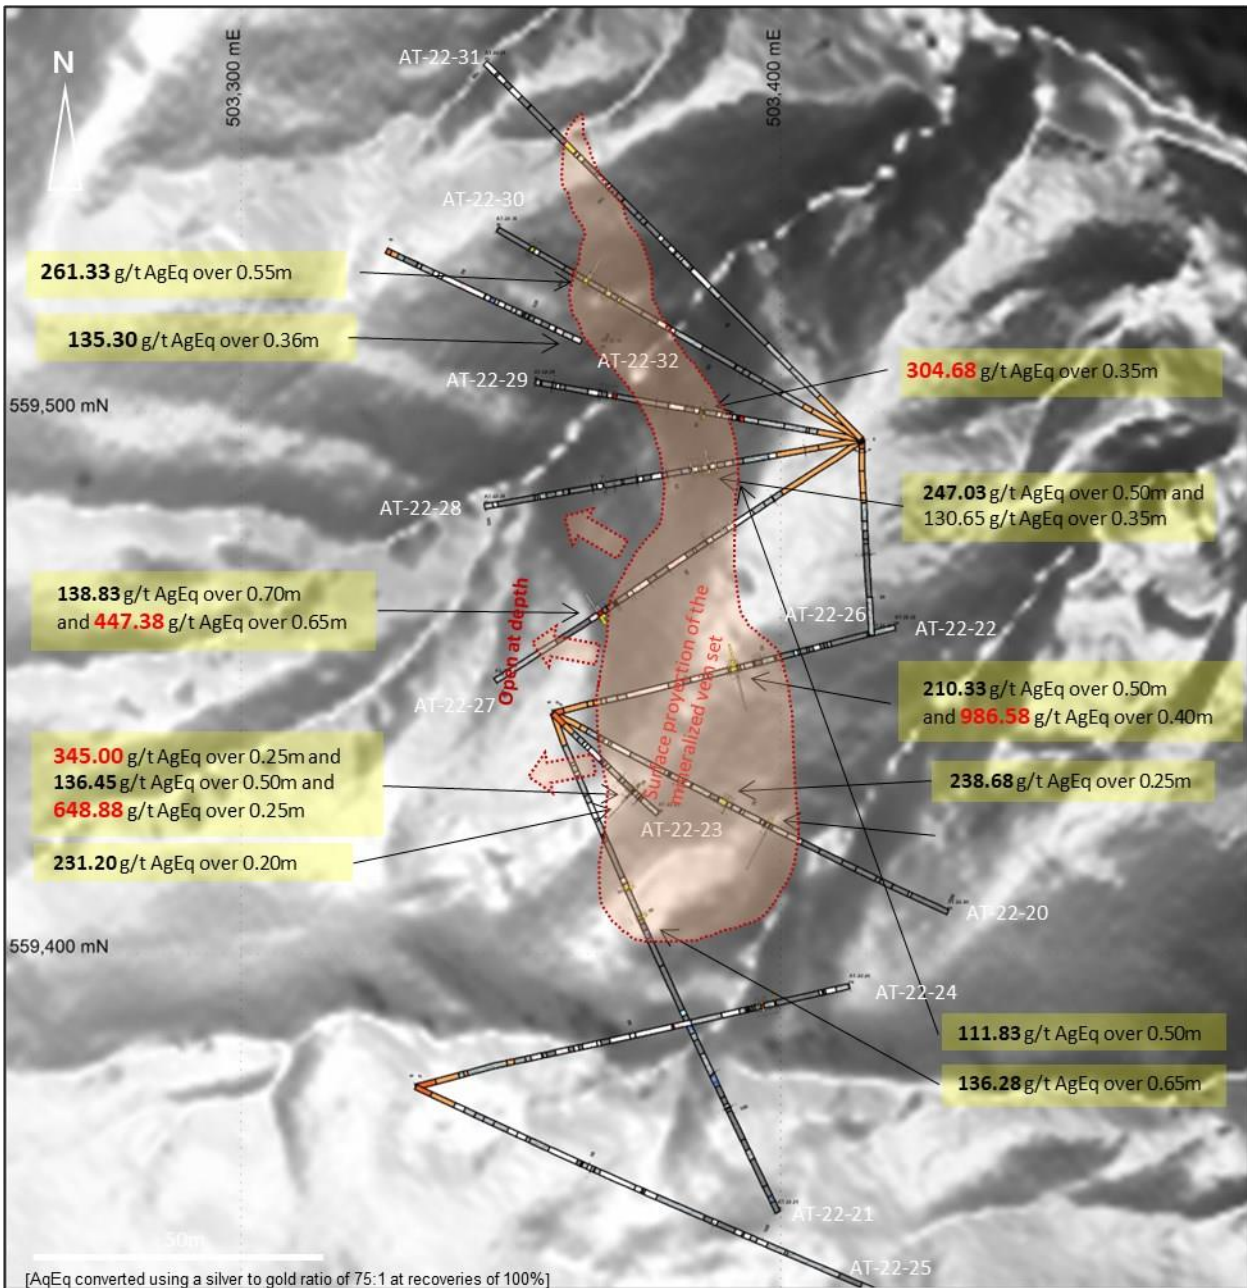 N
503,300 mE
503,400 mE
AT-22-31
AT-22-30
261.33 g/t AgEq over 0.55m
135.30 g/t AgEq over 0.36m
AT-22-32
AT-22-29
304.68 g/t AgEq over 0.35m
559,500 mN
247.03 g/t AgEq over 0.50m and
130.65 g/t AgEq over 0.35m
AT-22-28
138.83 g/t AgEq over 0.70m
and 447.38 g/t AgEq over 0.65m
Open at depth
Surface proyection of the
mineralized vein set
AT-22-26
AT-22-22
AT-22-27
210.33 g/t AgEq over 0.50m
and 986.58 g/t AgEq over 0.40m
345.00 g/t AgEq over 0.25m and
136.45 g/t AgEq over 0.50m and
648.88 g/t AgEq over 0.25m
238.68 g/t AgEq over 0.25m
AT-22-23
231.20 g/t AgEq over 0.20m
AT-22-20
559,400 mN
AT-22-24
111.83 g/t AgEq over 0.50m
136.28 g/t AgEq over 0.65m
AT-22-21
50m
AT-22-25
[AqEq converted using a silver to gold ratio of 75:1 at recoveries of 100%]